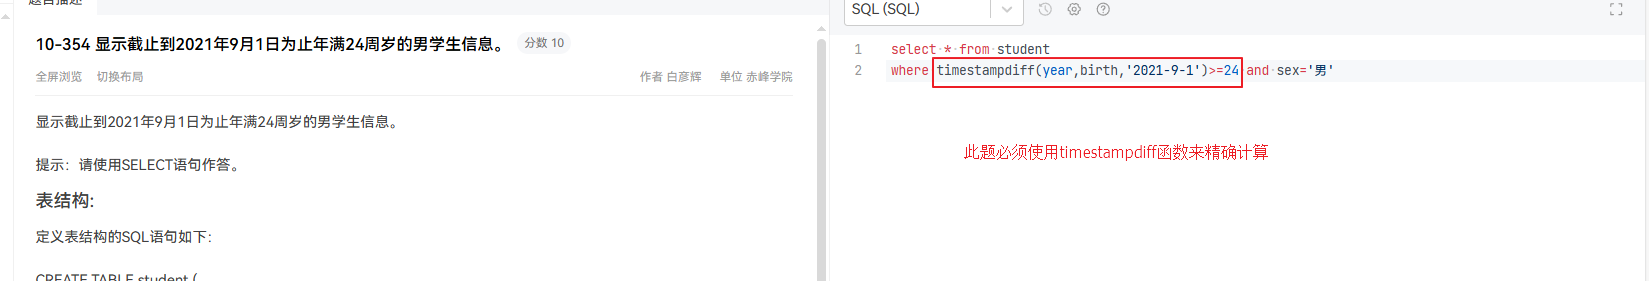 题目描述
10-354 显示截止到2021年9月1日为止年满24周岁的男学生信息。 分数 10
全屏浏览 切换布局 作者 白彦辉 单位 赤峰学院
显示截止到2021年9月1日为止年满24周岁的男学生信息。
提示：请使用SELECT语句作答。
表结构:
定义表结构的SQL语句如下：
CREATE TABLE student (
SQL (SQL)
1 select * from student
2 where timestampdiff(year,birth,'2021-9-1')>=24 and sex='男'
此题必须使用timestampdiff函数来精确计算